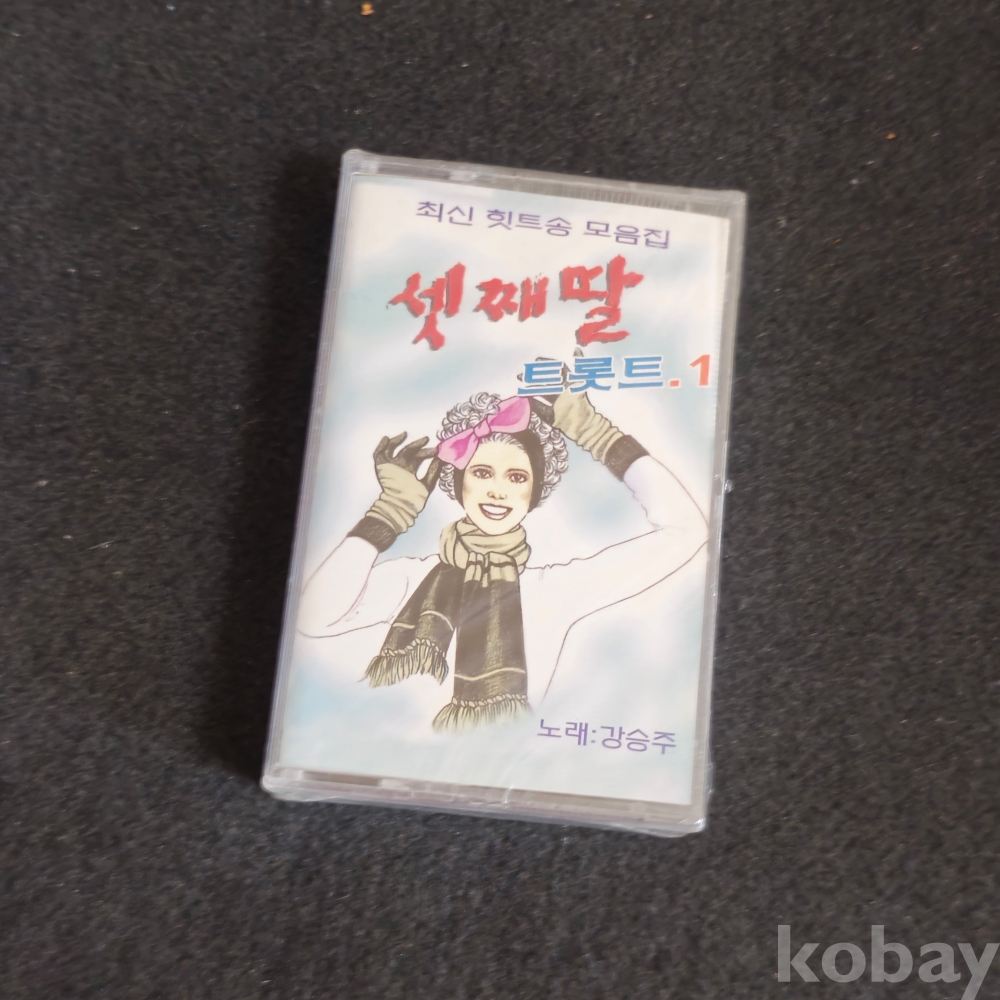 최신 힛트송 모음집
셋째딸
트롯트.1
노래:강승주
kobay